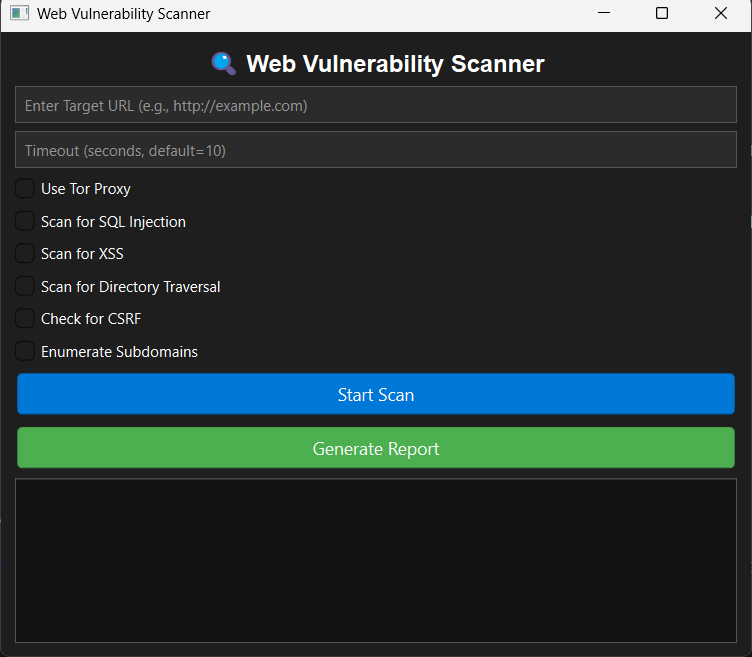 Web Vulnerability Scanner
Web Vulnerability Scanner
Enter Target URL (e.g., http://example.com)
Timeout (seconds, default=10)
Use Tor Proxy
Scan for SQL Injection
Scan for XSS
Scan for Directory Traversal
Check for CSRF
Enumerate Subdomains
Start Scan
Generate Report